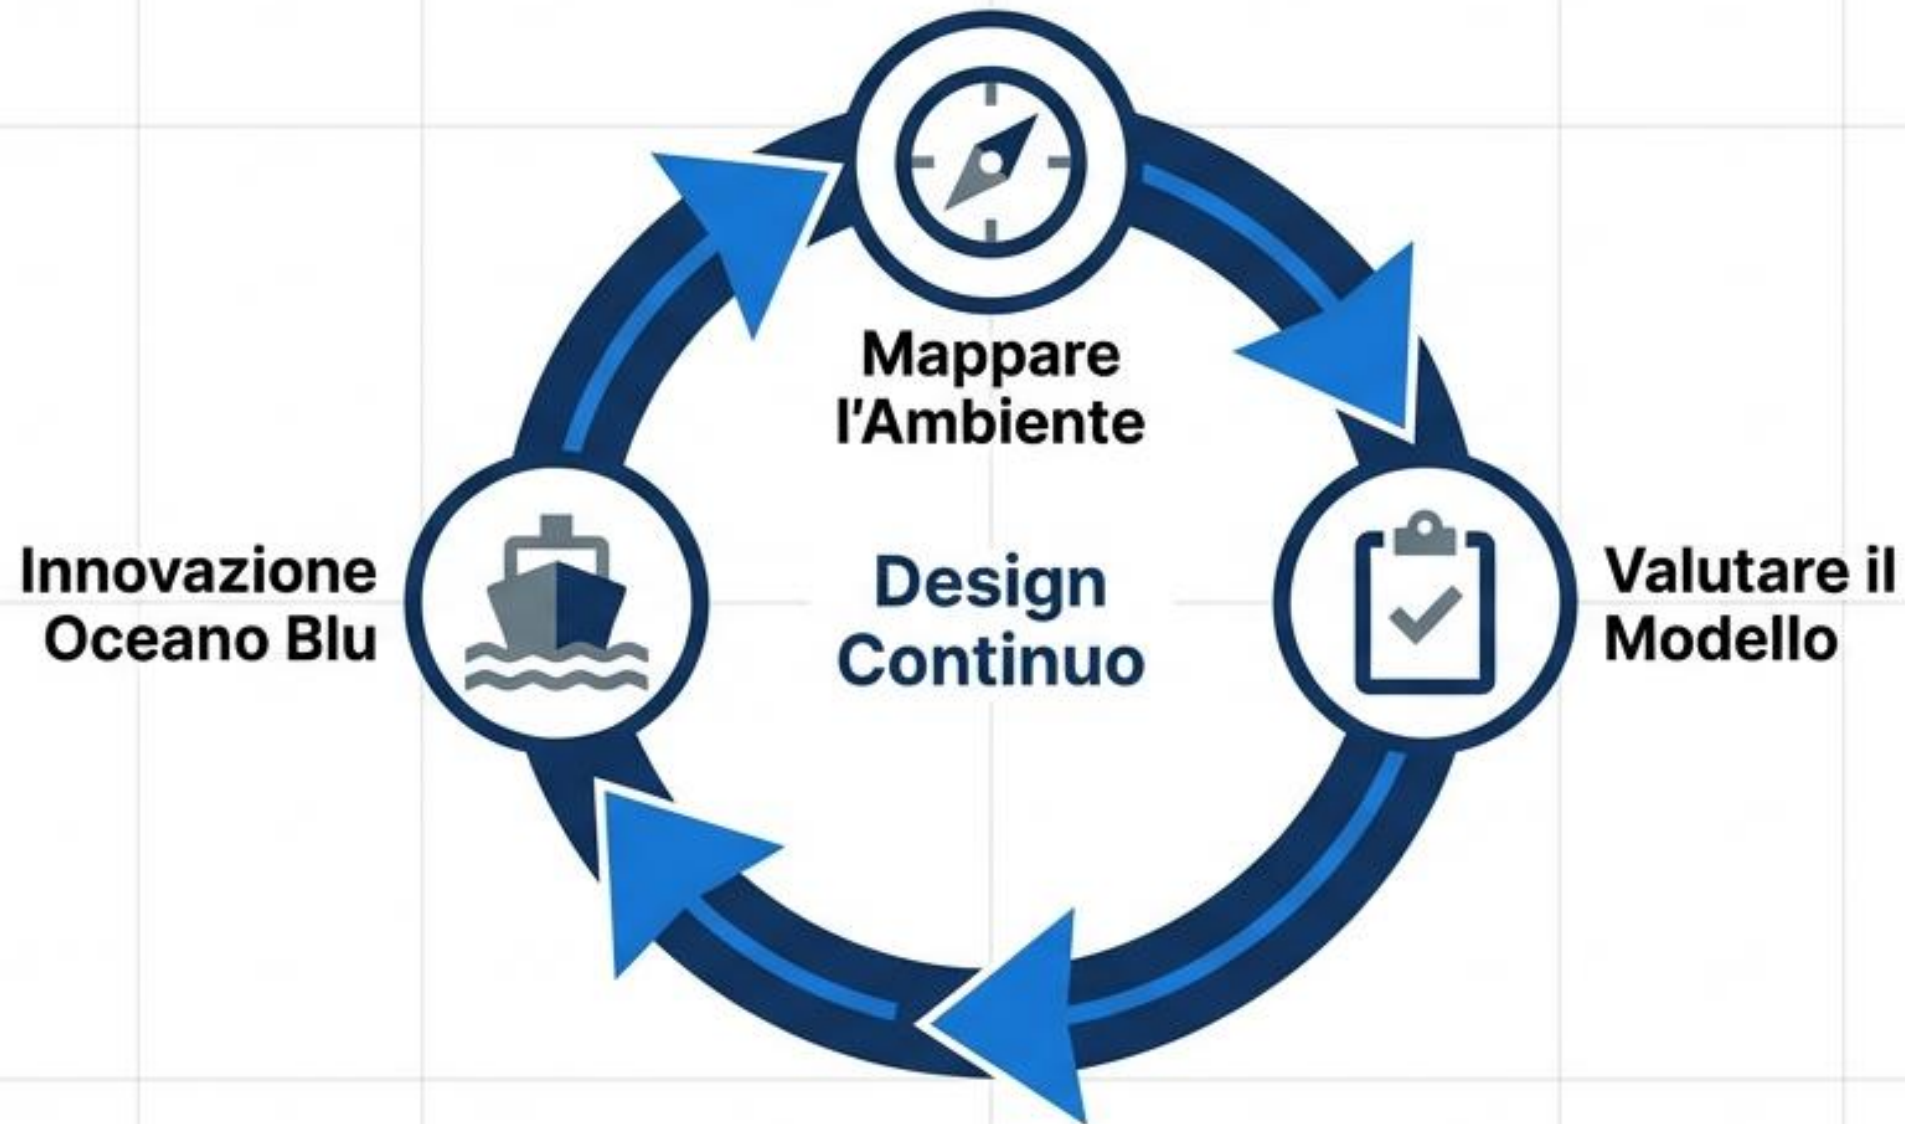 Mappare
l'Ambiente
Innovazione
Oceano Blu
Design
Continuo
Valutare il
Modello